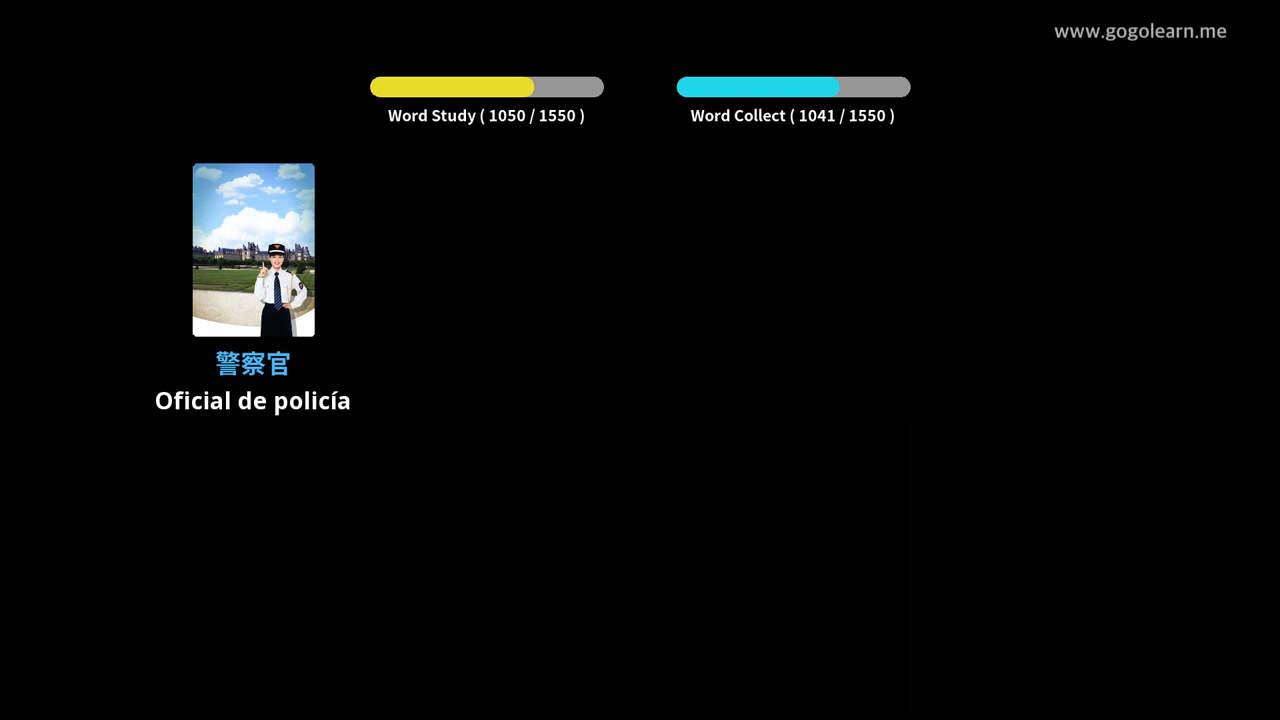 www.gogolearn.me
Word Study ( 1050 / 1550 )
Word Collect ( 1041 / 1550 )
警察官
Oficial de policía